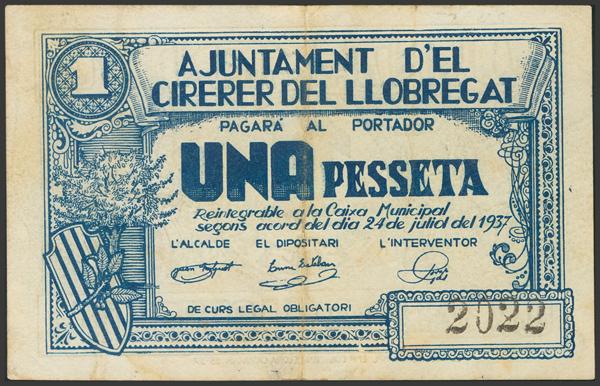 1
AJUNTAMENT D'EL
CIRERER DEL LLOBREGAT
PAGARÁ AL PORTADOR
UNA PESSETA
Reintegrable a la Caixa Municipal
segons acord del dia 24 de juliol del 1937
L'ALCALDE EL DIPOSITARI L'INTERVENTOR
DE CURS LEGAL OBLIGATORI
2022